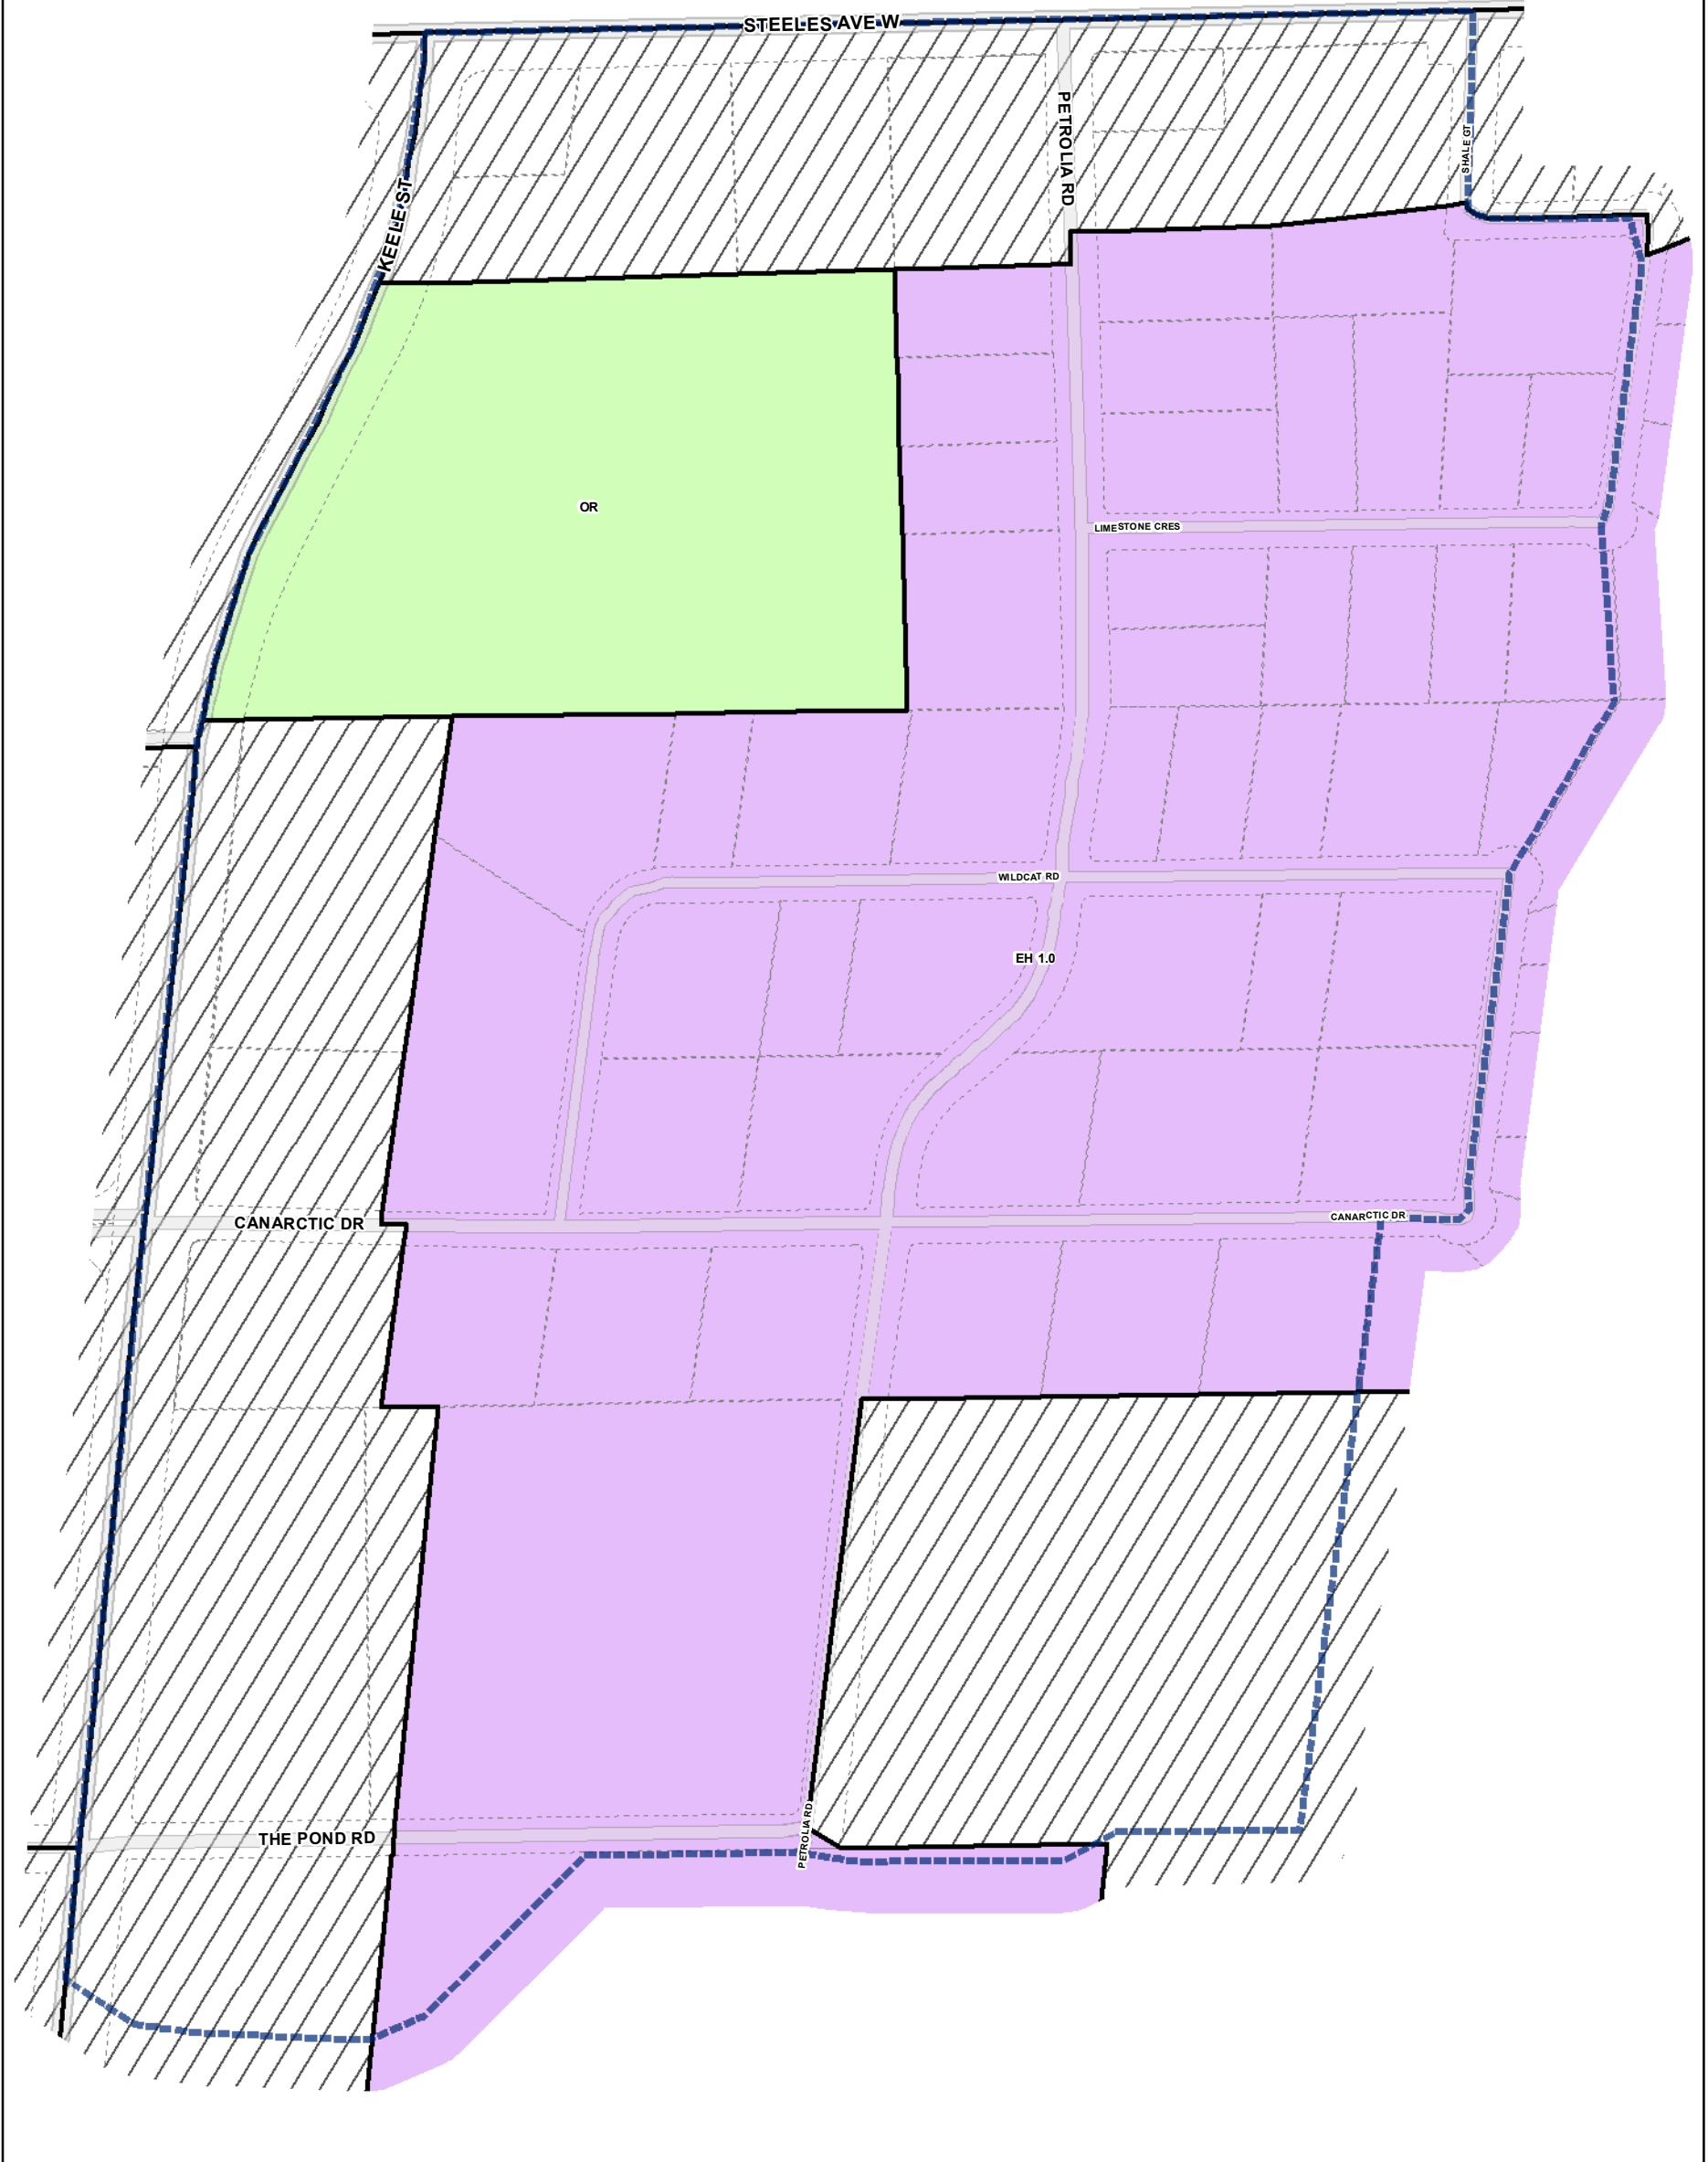 STEELES AVE W
PETROLIA RD
SHALE GT
KEELE ST
OR
LIMESTONE CRES
WILDCAT RD
EH 1.0
CANARCTIC DR
CANARCTIC DR
THE POND RD
PETROLIA RD